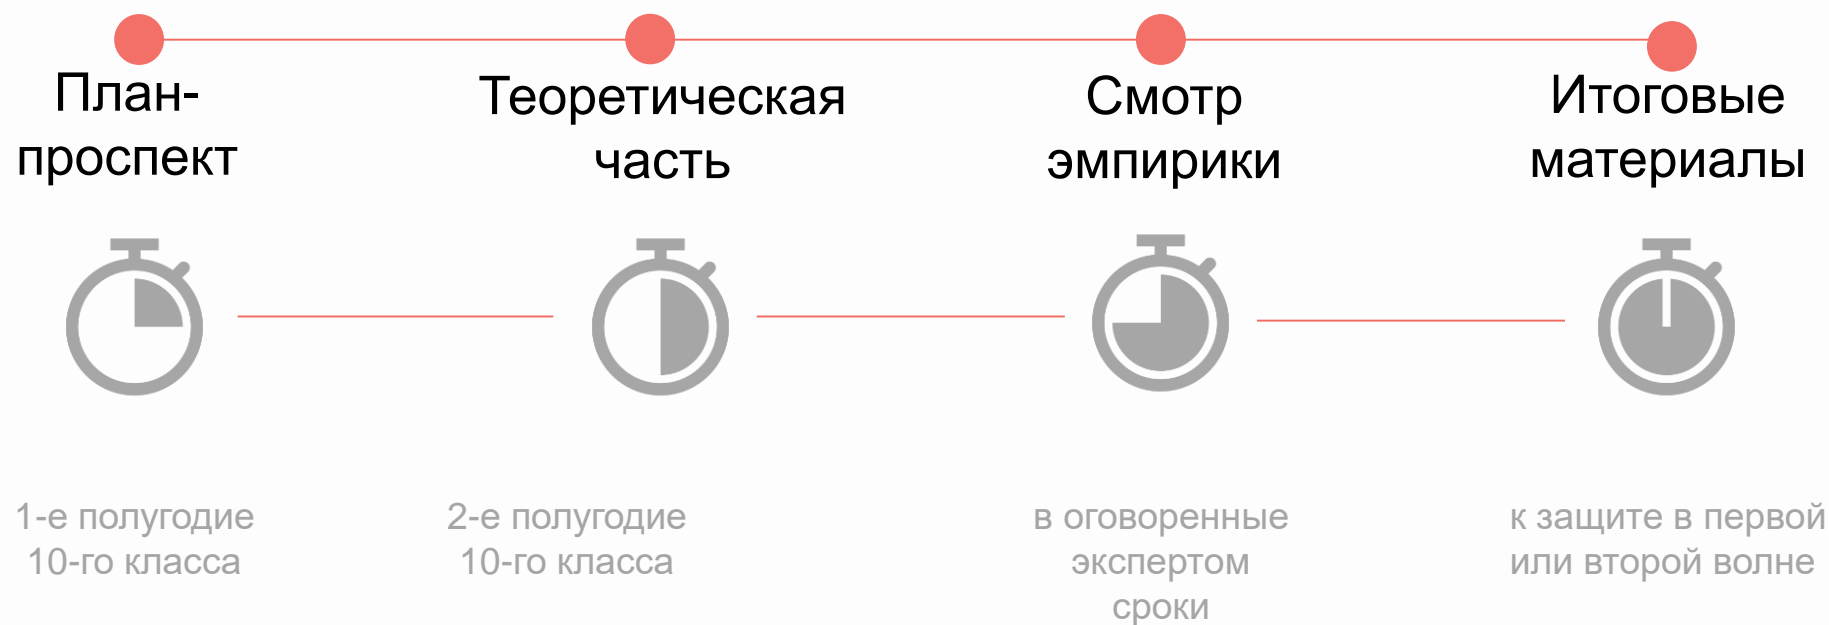 План-
проспект
Теоретическая
часть
Смотр
эмпирики
Итоговые
материалы
1-е полугодие
10-го класса
2-е полугодие
10-го класса
в оговоренные
экспертом
сроки
к защите в первой
или второй волне